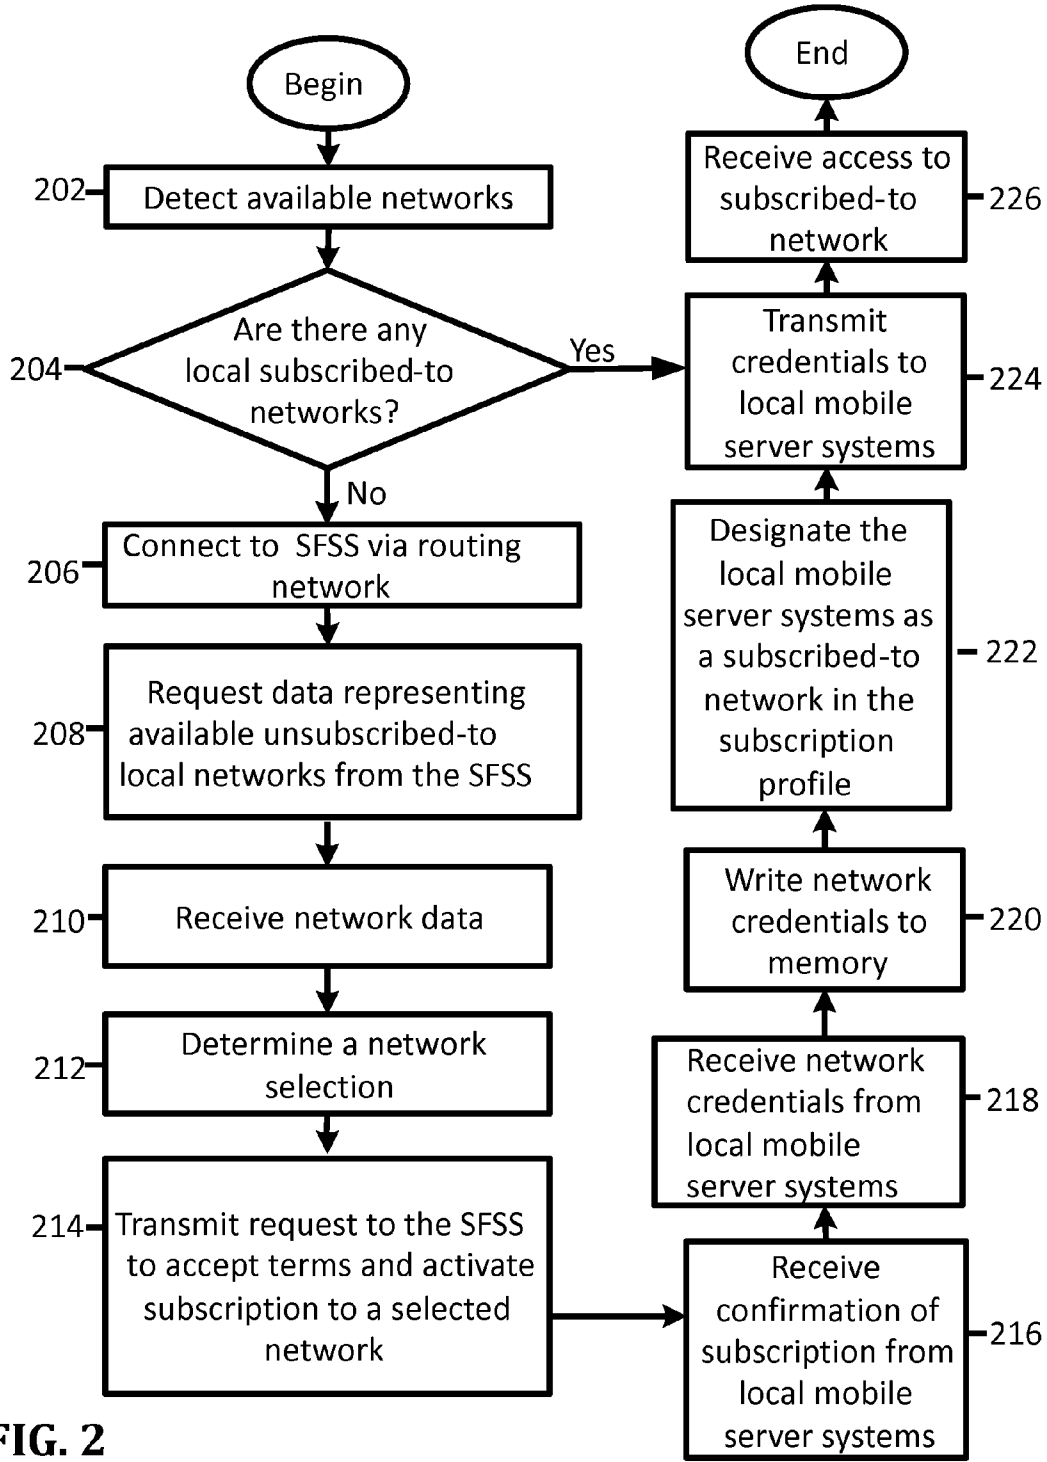 Begin
202
Detect available networks
204
Are there any
local subscribed-to
networks?
Yes
No
206
Connect to SFSS via routing
network
208
Request data representing
available unsubscribed-to
local networks from the SFSS
210
Receive network data
212
Determine a network
selection
214
Transmit request to the SFSS
to accept terms and activate
subscription to a selected
network
Receive
confirmation of
subscription from
local mobile
server systems
216
Receive network
credentials from
local mobile
server systems
218
Write network
credentials to
memory
220
Designate the
local mobile
server systems as
a subscribed-to
network in the
subscription
profile
222
Transmit
credentials to
local mobile
server systems
224
Receive access to
subscribed-to
network
226
End
FIG. 2